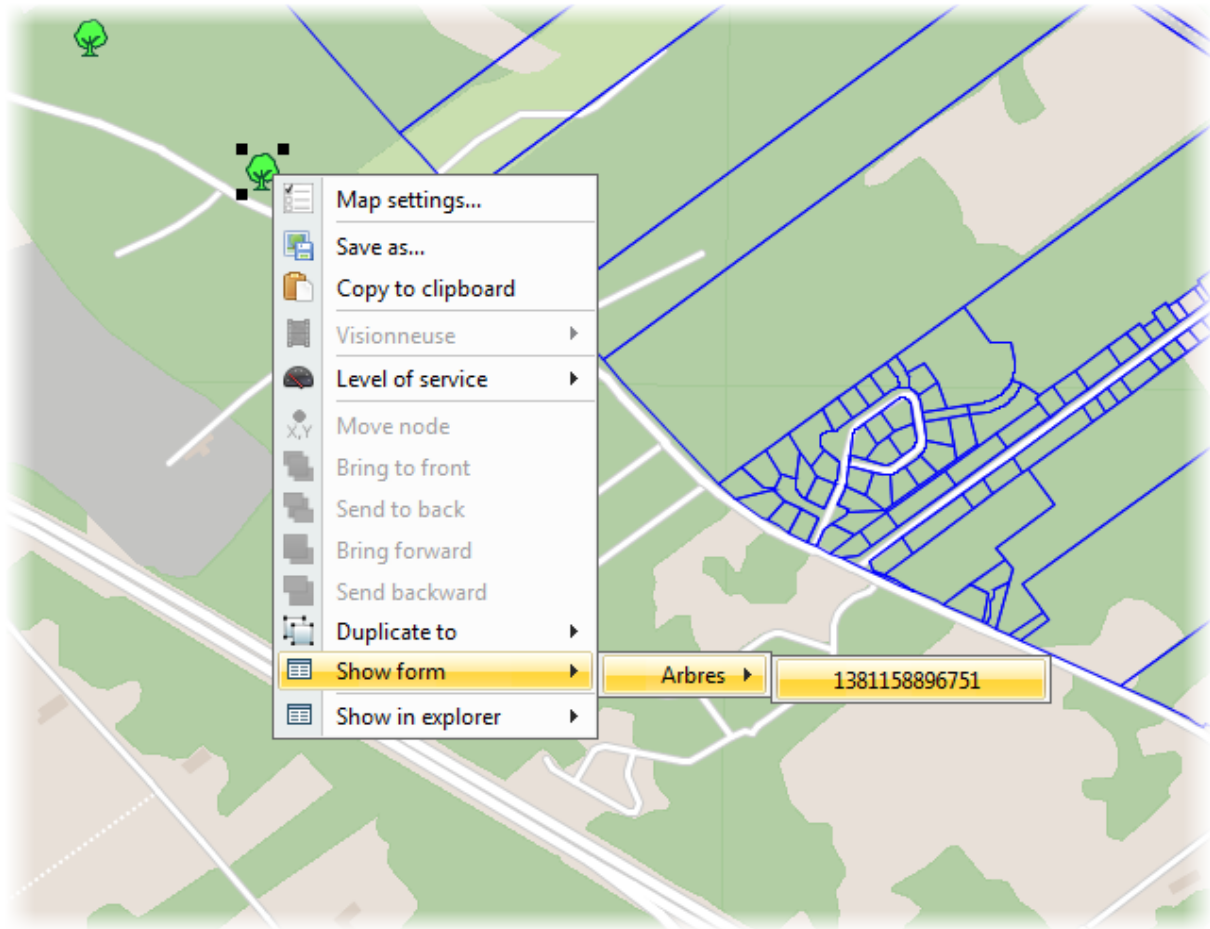 Map settings...
Save as...
Copy to clipboard
Visionneuse
Level of service
X,Y
Move node
Bring to front
Send to back
Bring forward
Send backward
Duplicate to
Show form
Arbres
1381158896751
Show in explorer